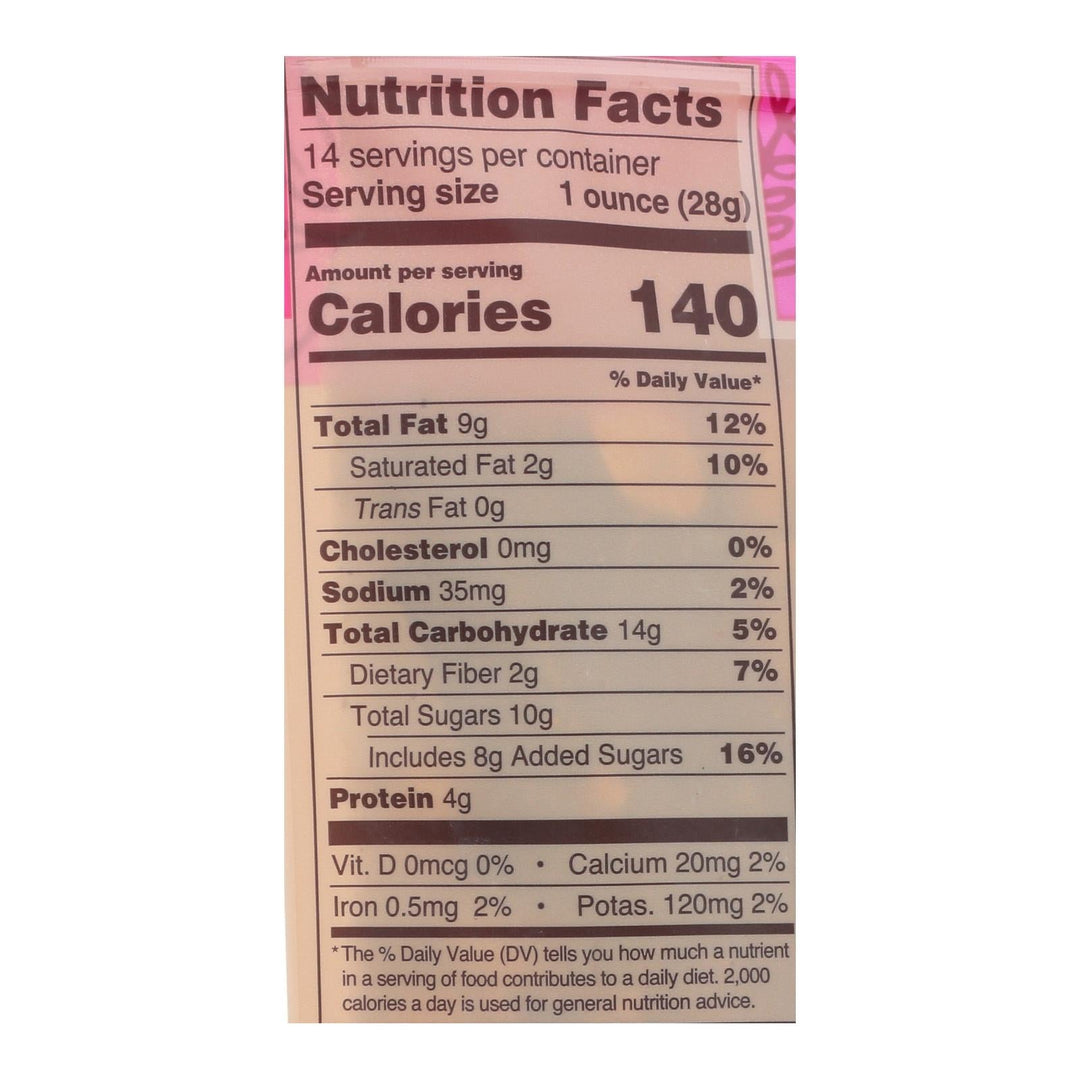 Nutrition Facts
14 servings per container
Serving size 1 ounce (28g)
Amount per serving
Calories 140
% Daily Value*
Total Fat 9g 12%
Saturated Fat 2g 10%
Trans Fat 0g
Cholesterol 0mg 0%
Sodium 35mg 2%
Total Carbohydrate 14g 5%
Dietary Fiber 2g 7%
Total Sugars 10g
Includes 8g Added Sugars 16%
Protein 4g
Vit. D 0mcg 0% • Calcium 20mg 2%
Iron 0.5mg 2% • Potas. 120mg 2%
*The % Daily Value (DV) tells you how much a nutrient
in a serving of food contributes to a daily diet. 2,000
calories a day is used for general nutrition advice.